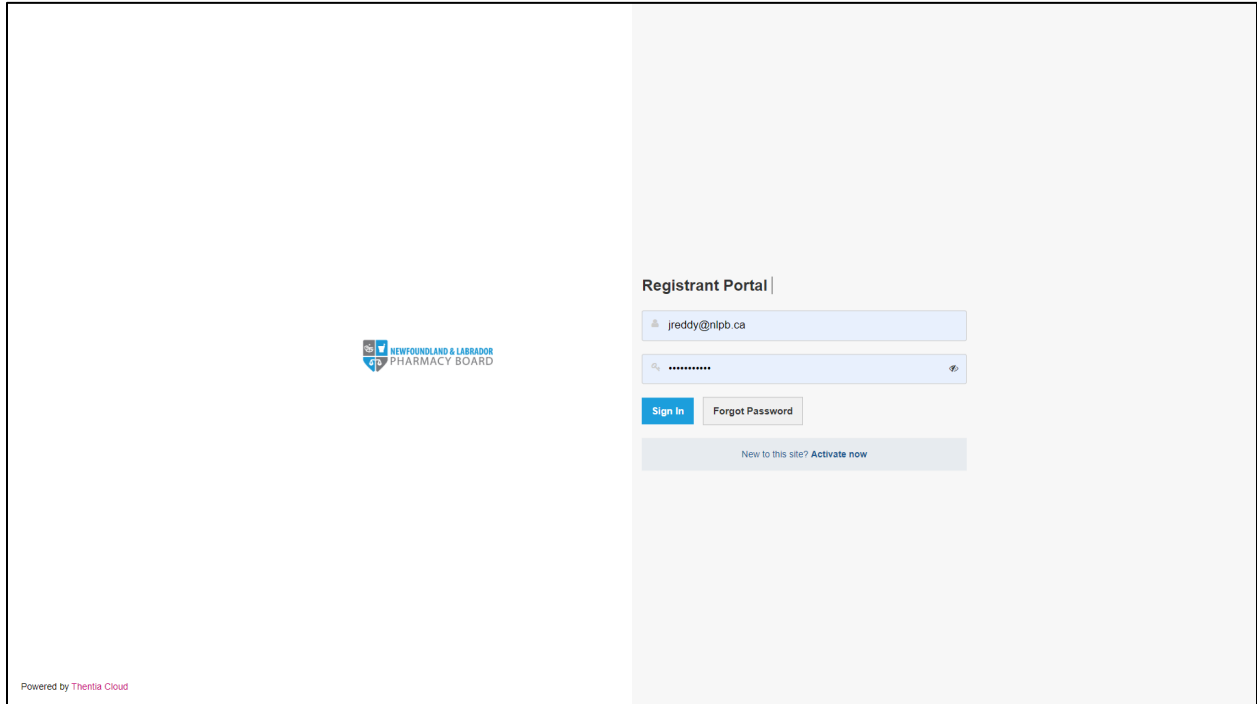 NEWFOUNDLAND & LABRADOR
PHARMACY BOARD
Registrant Portal
jreddy@nlpb.ca
•••••••••••
Sign In
Forgot Password
New to this site? Activate now
Powered by Thentia Cloud